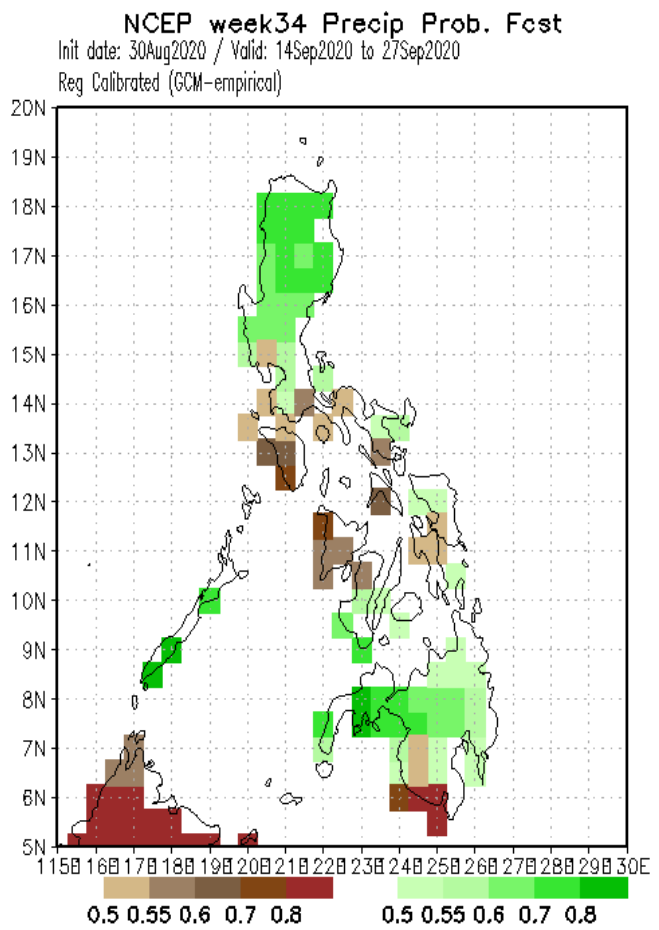 NCEP week34 Precip Prob. Fcst
Init date: 30Aug2020 / Valid: 14Sep2020 to 27Sep2020
Reg Calibrated (GCM-empirical)
20N
19N
18N
17N
16N
15N
14N
13N
12N
11N
10N
9N
8N
7N
6N
5N
115E 116E 117E 118E 119E 120E 121E 122E 123E 124E 125E 126E 127E 128E 129E 130E
0.5 0.55 0.6 0.7 0.8 0.5 0.55 0.6 0.7 0.8